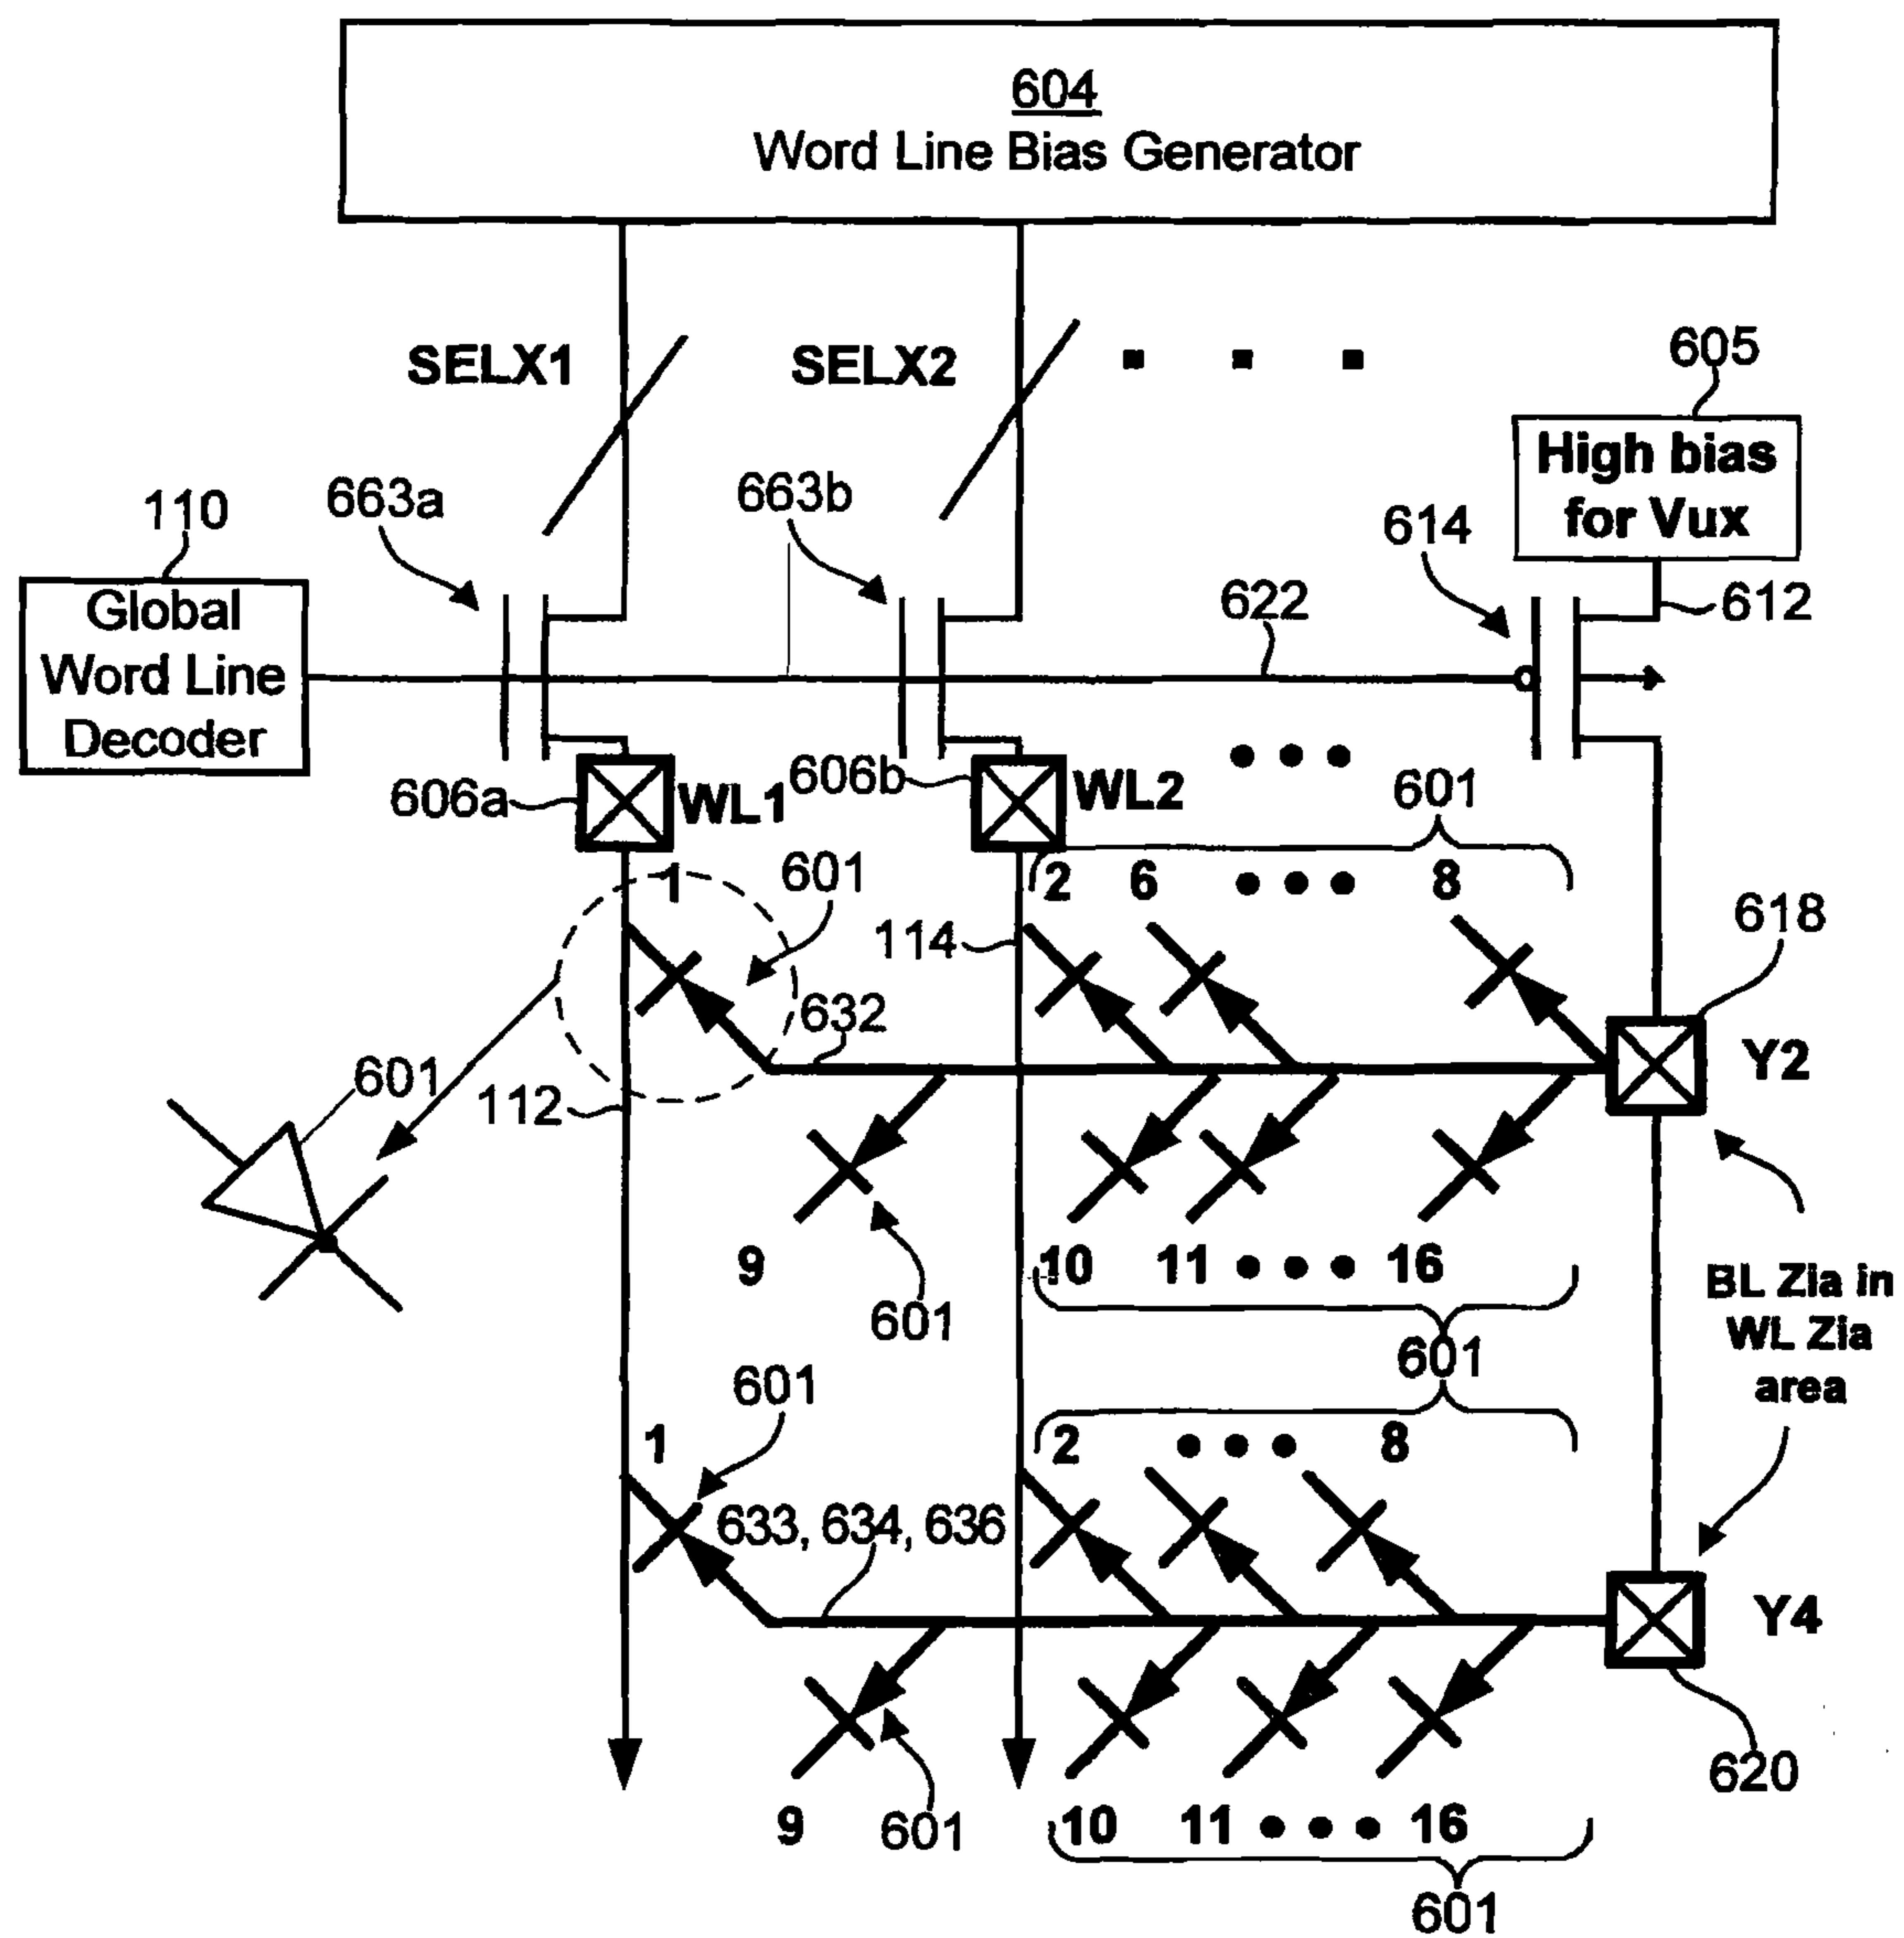 604
Word Line Bias Generator
SELX1
SELX2
605
High bias
for Vux
110
663a
663b
614
Global
Word Line
Decoder
622
612
606a
WL1
606b
WL2
601
1
601
2
6
8
114
618
632
Y2
601
112
9
10
11
16
601
601
BL Zia in
WL Zia
area
601
1
2
8
633, 634, 636
Y4
620
9
601
10
11
16
601